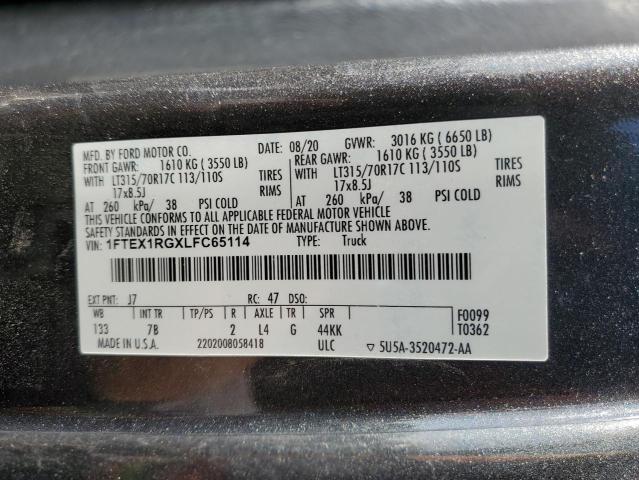 MFD. BY FORD MOTOR CO. DATE: 08/20 GVWR: 3016 KG ( 6650 LB)
FRONT GAWR: 1610 KG ( 3550 LB) REAR GAWR: 1610 KG ( 3550 LB)
WITH LT315/70R17C 113/110S TIRES WITH LT315/70R17C 113/110S TIRES
17x8.5J RIMS 17x8.5J RIMS
AT 260 kPa/ 38 PSI COLD AT 260 kPa/ 38 PSI COLD
THIS VEHICLE CONFORMS TO ALL APPLICABLE FEDERAL MOTOR VEHICLE
SAFETY STANDARDS IN EFFECT ON THE DATE OF MANUFACTURE SHOWN ABOVE.
VIN: 1FTEX1RGXLFC65114 TYPE: Truck
EXT PNT: J7 RC: 47 DSO:
WB INT TR TP/PS R AXLE TR SPR F0099
133 7B 2 L4 G 44KK T0362
MADE IN U.S.A. 2202008058418 ULC ▽ 5U5A-3520472-AA